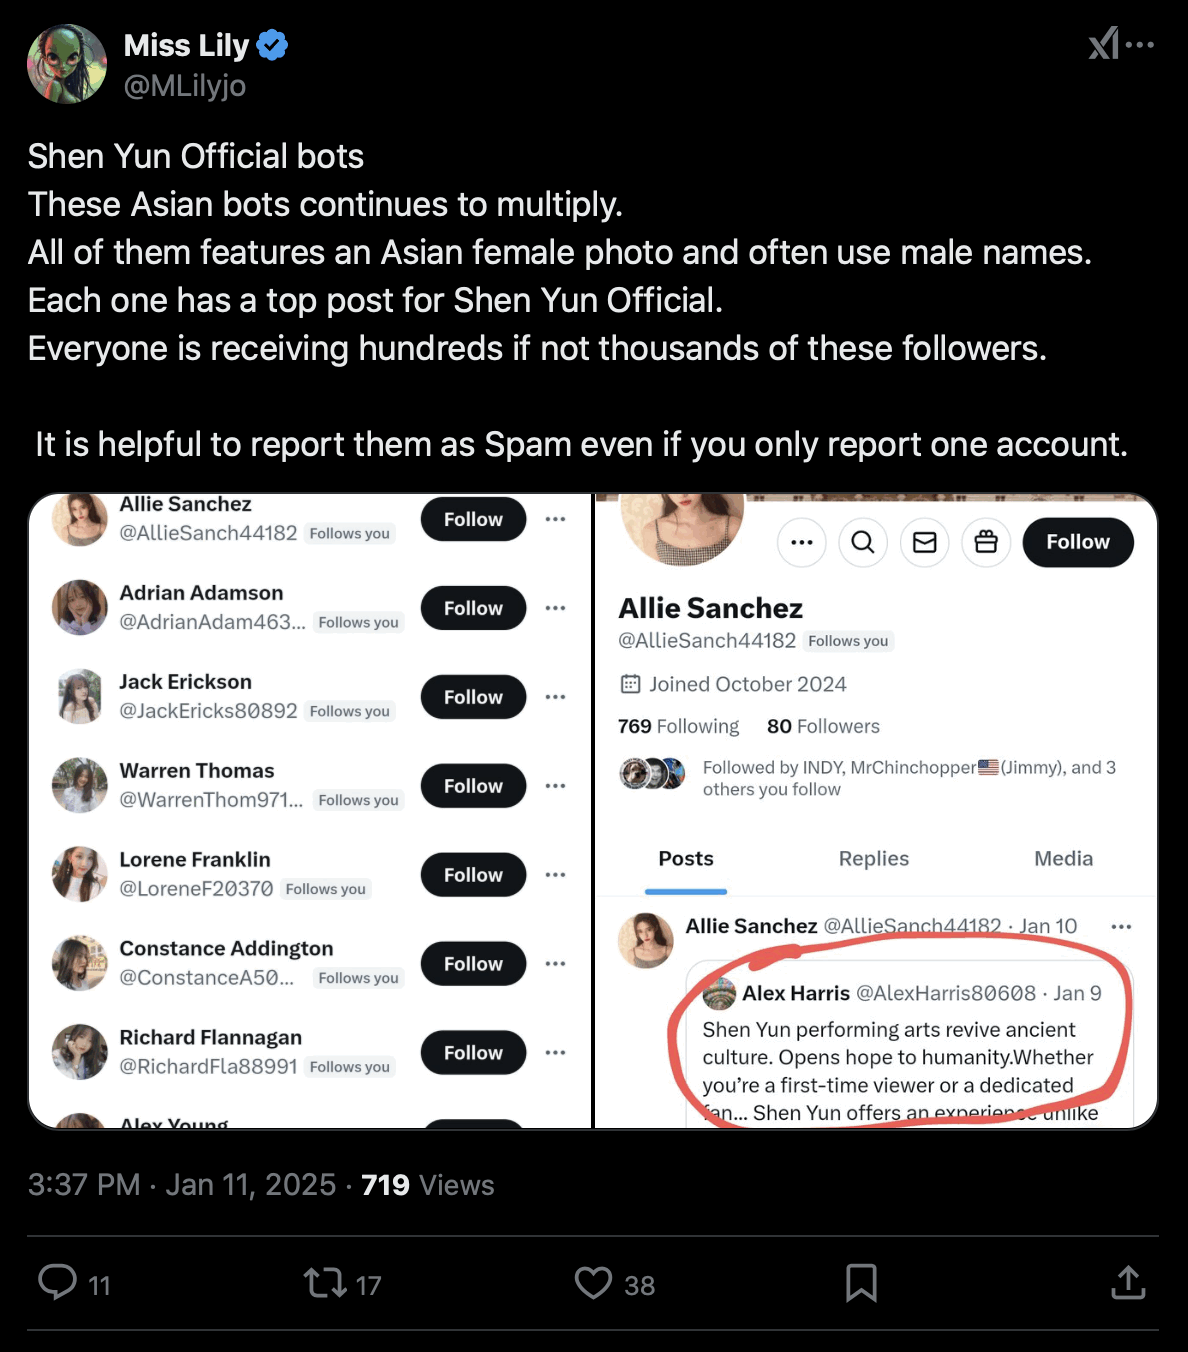 Miss Lily
@MLilyjo
Shen Yun Official bots
These Asian bots continues to multiply.
All of them features an Asian female photo and often use male names.
Each one has a top post for Shen Yun Official.
Everyone is receiving hundreds if not thousands of these followers.
It is helpful to report them as Spam even if you only report one account.
Allie Sanchez
@AllieSanch44182 Follows you
Follow
Adrian Adamson
@AdrianAdam463... Follows you
Follow
Jack Erickson
@JackEricks80892 Follows you
Follow
Warren Thomas
@WarrenThom971... Follows you
Follow
Lorene Franklin
@LoreneF20370 Follows you
Follow
Constance Addington
@ConstanceA50... Follows you
Follow
Richard Flannagan
@RichardFla88991 Follows you
Follow
Alex Young
Follow
Allie Sanchez
@AllieSanch44182 Follows you
Joined October 2024
769 Following 80 Followers
Followed by INDY, MrChinchopper🇺🇸(Jimmy), and 3
others you follow
Posts Replies Media
Allie Sanchez @AllieSanch44182 · Jan 10
Alex Harris @AlexHarris80608 · Jan 9
Shen Yun performing arts revive ancient
culture. Opens hope to humanity.Whether
you're a first-time viewer or a dedicated
fan... Shen Yun offers an experience unlike
3:37 PM · Jan 11, 2025 · 719 Views
11 17 38